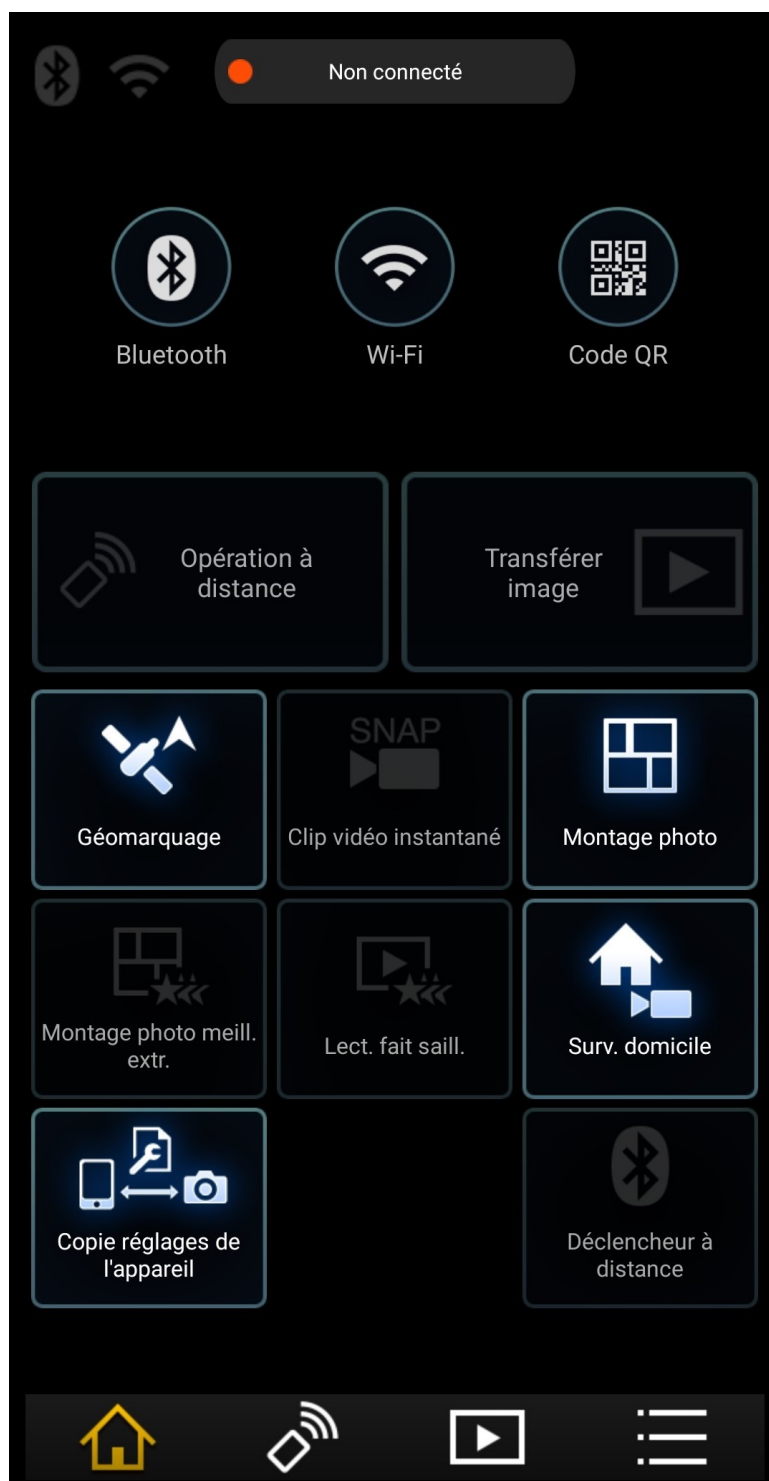 Non connecté
Bluetooth
Wi-Fi
Code QR
Opération à
distance
Transférer
image
Géomarquage
SNAP
Clip vidéo instantané
Montage photo
Montage photo meill.
extr.
Lect. fait saill.
Surv. domicile
Copie réglages de
l'appareil
Déclencheur à
distance